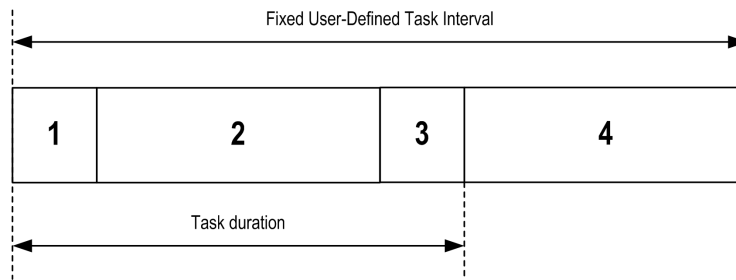 Fixed User-Defined Task Interval
1 2 3 4
Task duration